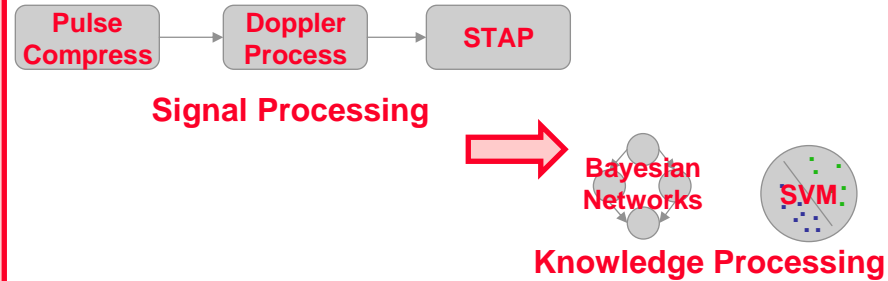 Pulse
Compress
Doppler
Process
STAP
Signal Processing
Bayesian
Networks
SVM
Knowledge Processing